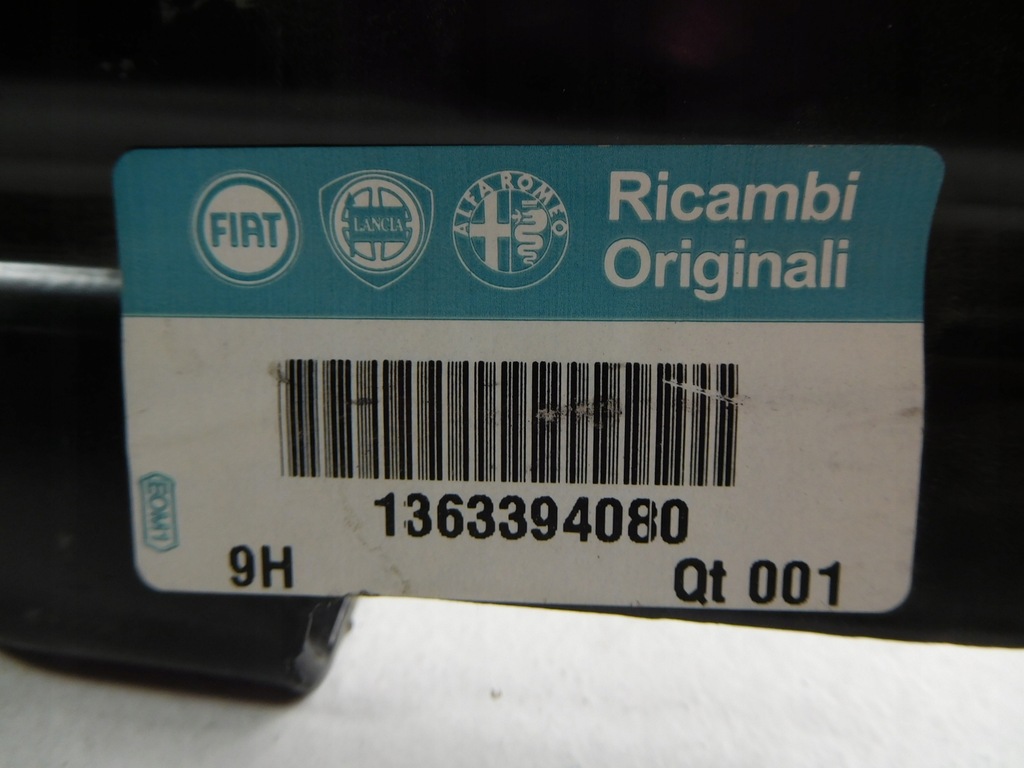 FIAT
LANCIA
ALFA ROMEO
Ricambi
Originali
1363394080
9H
Qt 001